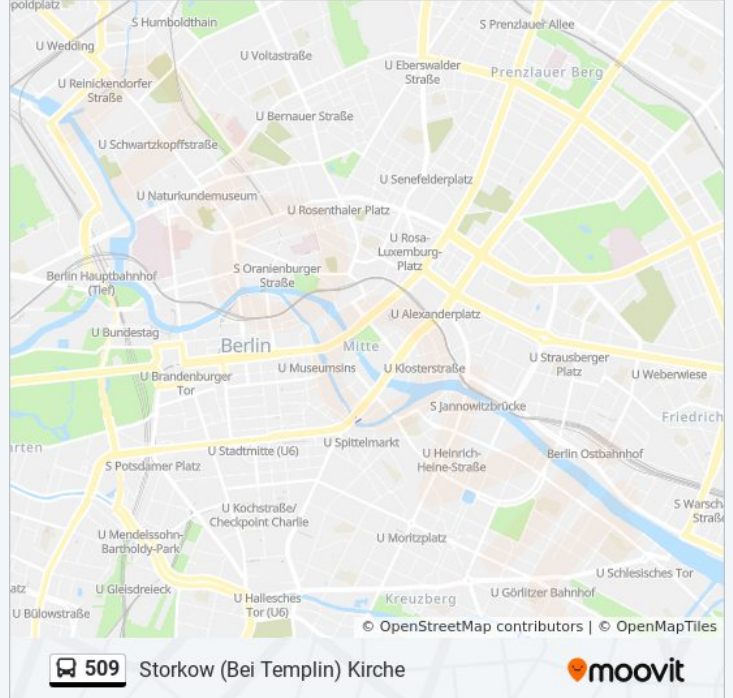 poldplatz
S Humboldthain
S Prenzlauer Allee
U Wedding
U Voltastraße
U Eberswalder
Straße
Prenzlauer Berg
U Reinickendorfer
Straße
U Bernauer Straße
U Schwartzkopffstraße
U Senefelderplatz
U Naturkundemuseum
U Rosenthaler Platz
U Rosa-
Luxemburg-
Platz
Berlin Hauptbahnhof
(Tief)
S Oranienburger
Straße
U Alexanderplatz
U Bundestag
Berlin
Mitte
U Strausberger
Platz
U Museumsins
U Klosterstraße
U Weberwiese
U Brandenburger
Tor
S Jannowitzbrücke
Friedrich
U Spittelmarkt
rten
U Stadtmitte (U6)
U Heinrich-
Heine-Straße
Berlin Ostbahnhof
S Potsdamer Platz
S Warsch
Straße
U Kochstraße/
Checkpoint Charlie
U Mendelssohn-
Bartholdy-Park
U Moritzplatz
U Schlesisches Tor
atz
U Gleisdreieck
U Hallesches
Tor (U6)
Kreuzberg
U Görlitzer Bahnhof
U Bülowstraße
© OpenStreetMap contributors | © OpenMapTiles
509 Storkow (Bei Templin) Kirche
moovit